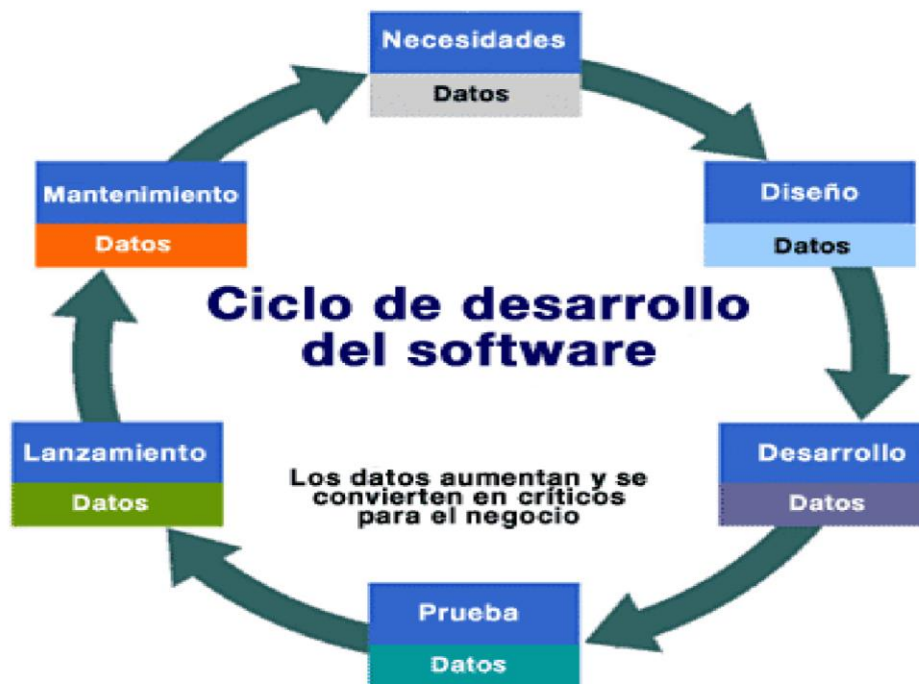 Necesidades
Datos
Diseño
Datos
Desarrollo
Datos
Prueba
Datos
Lanzamiento
Datos
Mantenimiento
Datos
Ciclo de desarrollo
del software
Los datos aumentan y se
convierten en críticos
para el negocio